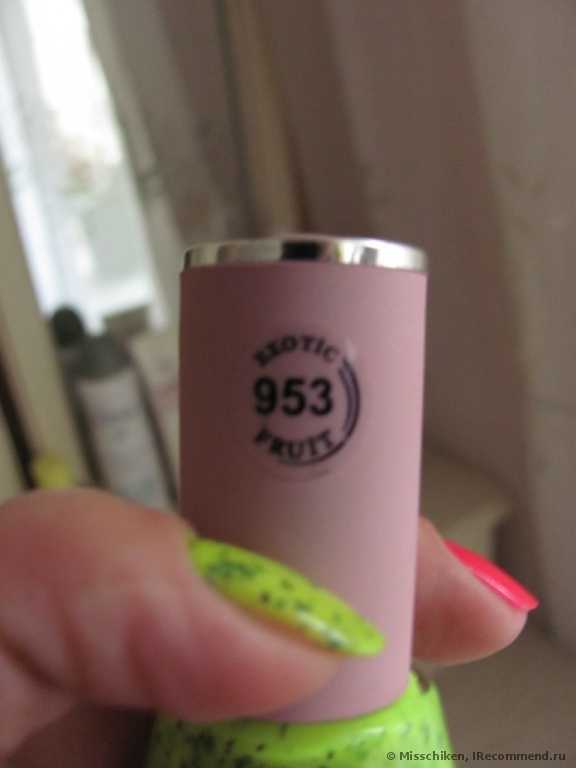 EXOTIC
953
FRUIT
© Misschiken, IRecommend.ru